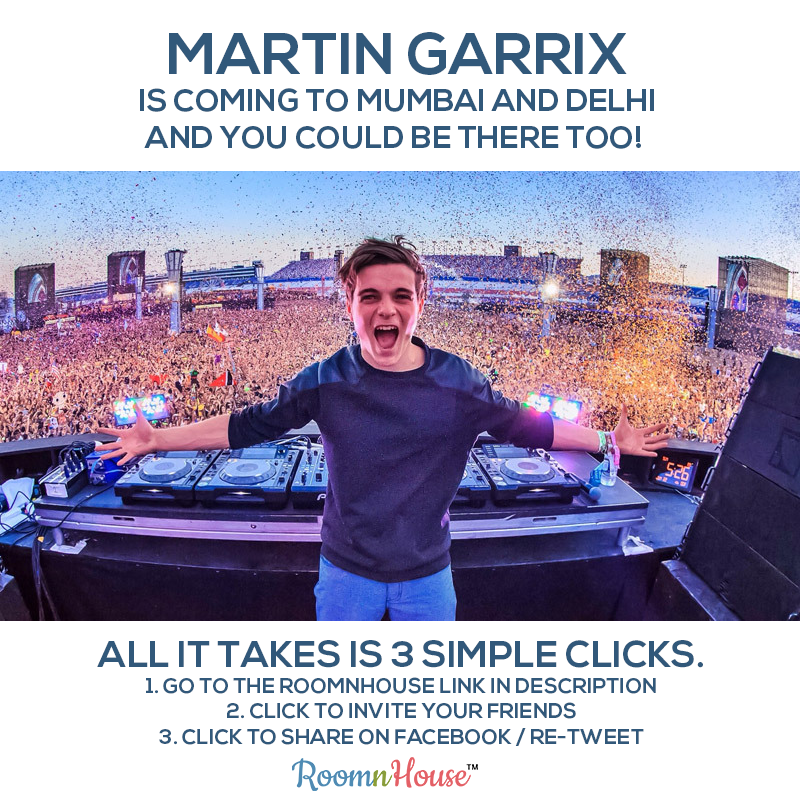 MARTIN GARRIX
IS COMING TO MUMBAI AND DELHI
AND YOU COULD BE THERE TOO!
5:26
ALL IT TAKES IS 3 SIMPLE CLICKS.
1. GO TO THE ROOMNHOUSE LINK IN DESCRIPTION
2. CLICK TO INVITE YOUR FRIENDS
3. CLICK TO SHARE ON FACEBOOK / RE-TWEET
RoomnHouse™